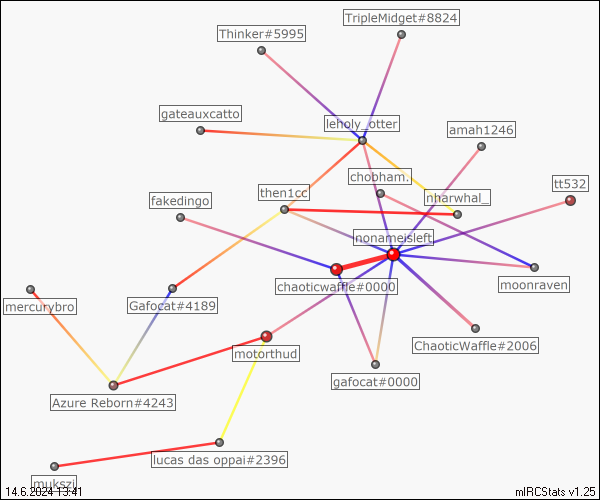 TripleMidget#8824
Thinker#5995
gateauxcatto
leholy_otter
amah1246
chobham.
tt532
then1cc
nharwhal_
fakedingo
nonameisleft
chaoticwaffle#0000
moonraven
mercurybro
Gafocat#4189
ChaoticWaffle#2006
motorthud
gafocat#0000
Azure Reborn#4243
lucas das oppai#2396
mukszi
14.6.2024 13:41
mIRCStats v1.25